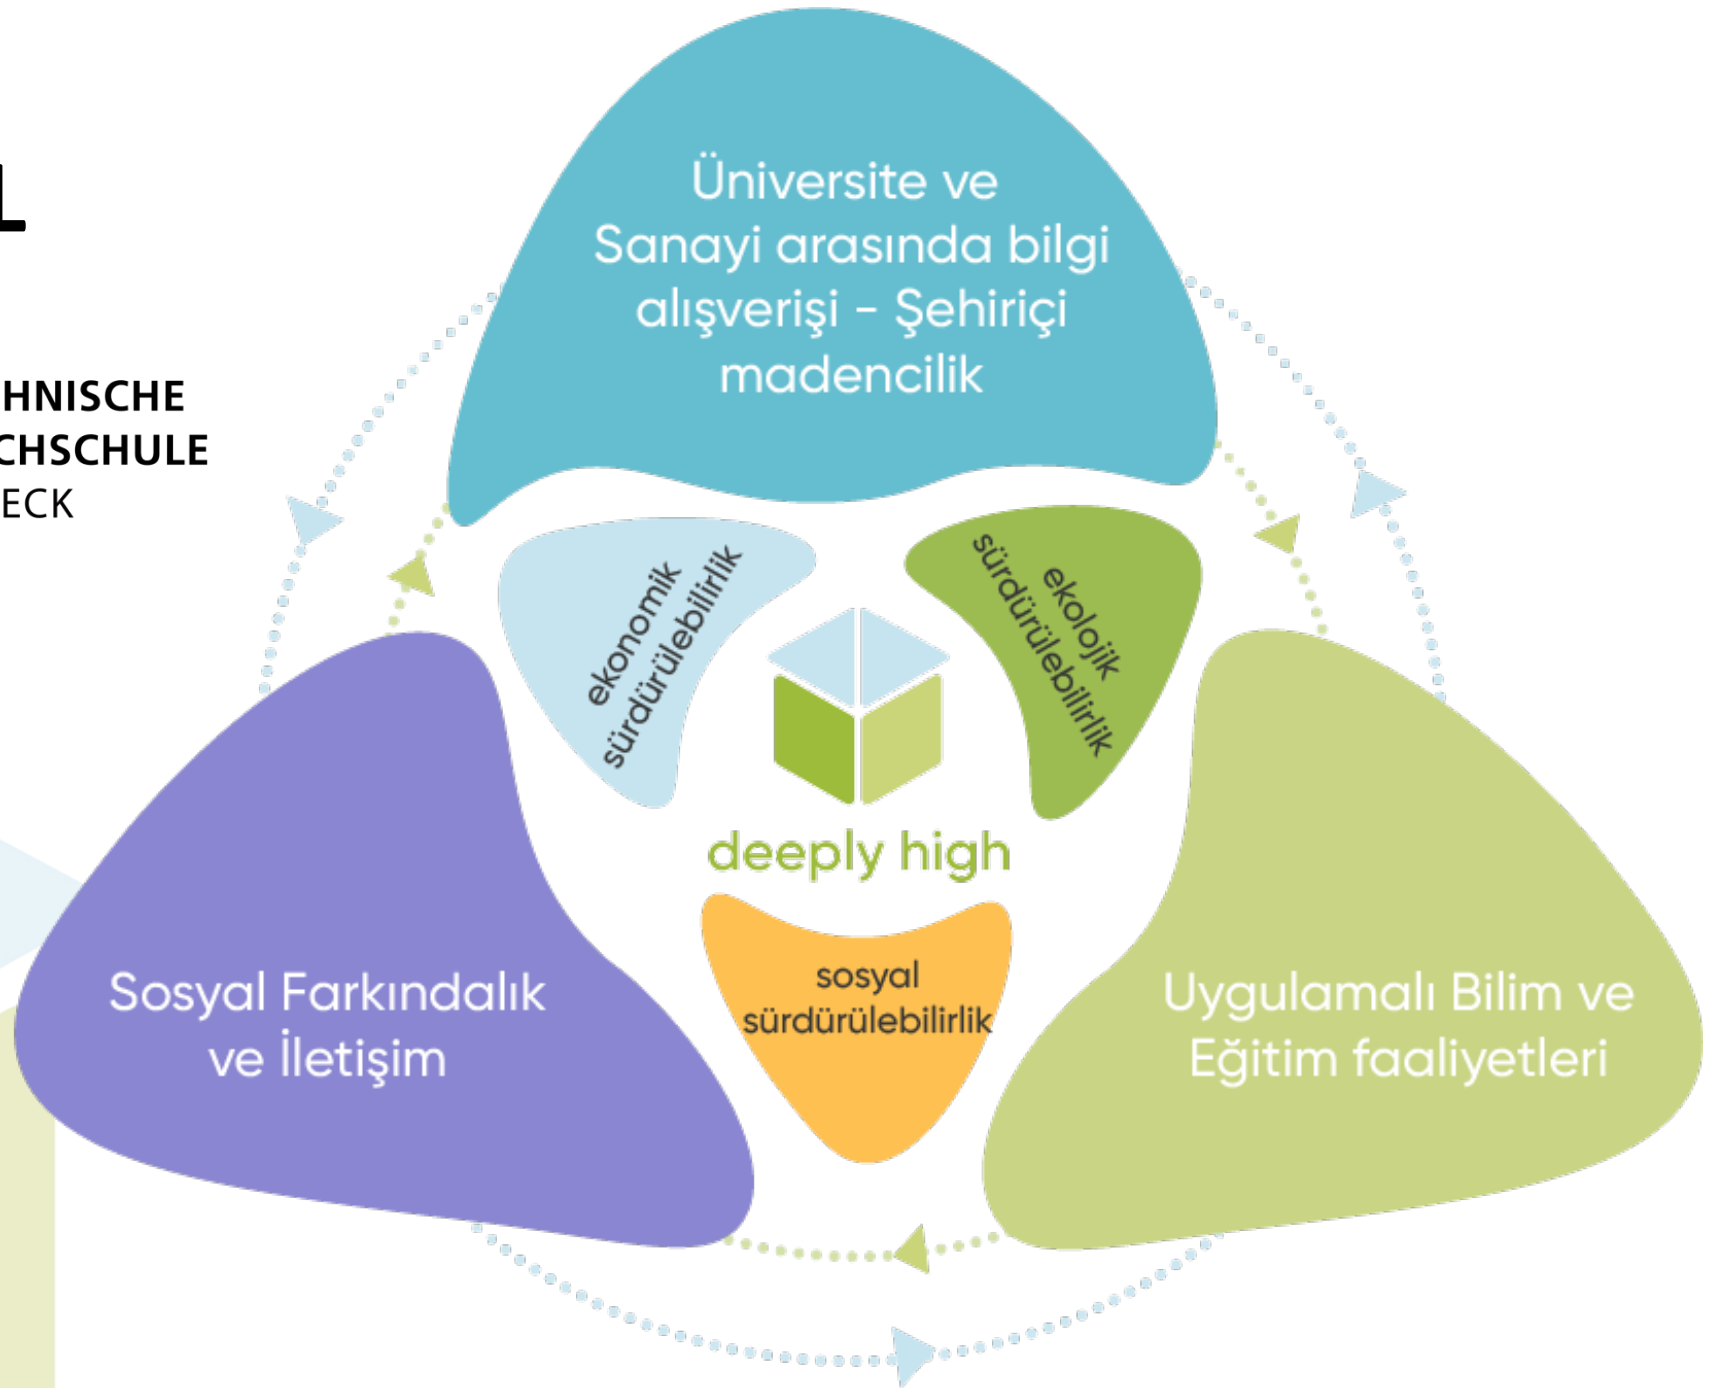 L
HNISCHE
CHSCHULE
ECK
Üniversite ve
Sanayi arasında bilgi
alışverişi - Şehiriçi
madencilik
ekonomik
sürdürülebilirlik
ekolojik
sürdürülebilirlik
deeply high
sosyal
sürdürülebilirlik
Sosyal Farkındalık
ve İletişim
Uygulamalı Bilim ve
Eğitim faaliyetleri